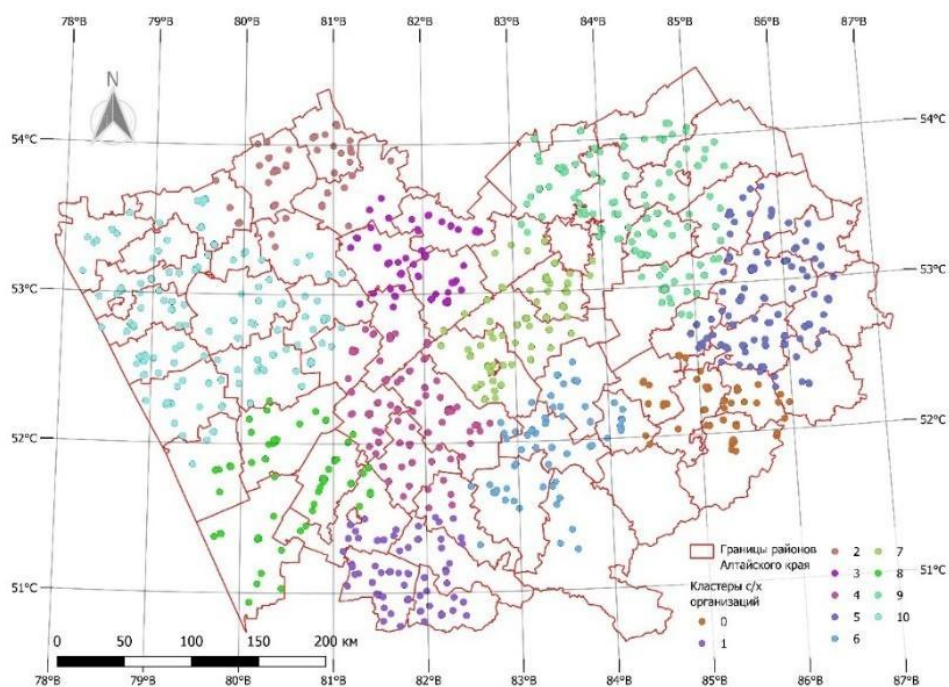 78°В 79°В 80°В 81°В 82°В 83°В 84°В 85°В 86°В 87°В
N
54°С 54°С
53°С 53°С
52°С 52°С
51°С 51°С
Границы районов
Алтайского края
Кластеры с/х
организаций
0
1
2
3
4
5
6
7
8
9
10
0 50 100 150 200 км
78°В 79°В 80°В 81°В 82°В 83°В 84°В 85°В 86°В 87°В